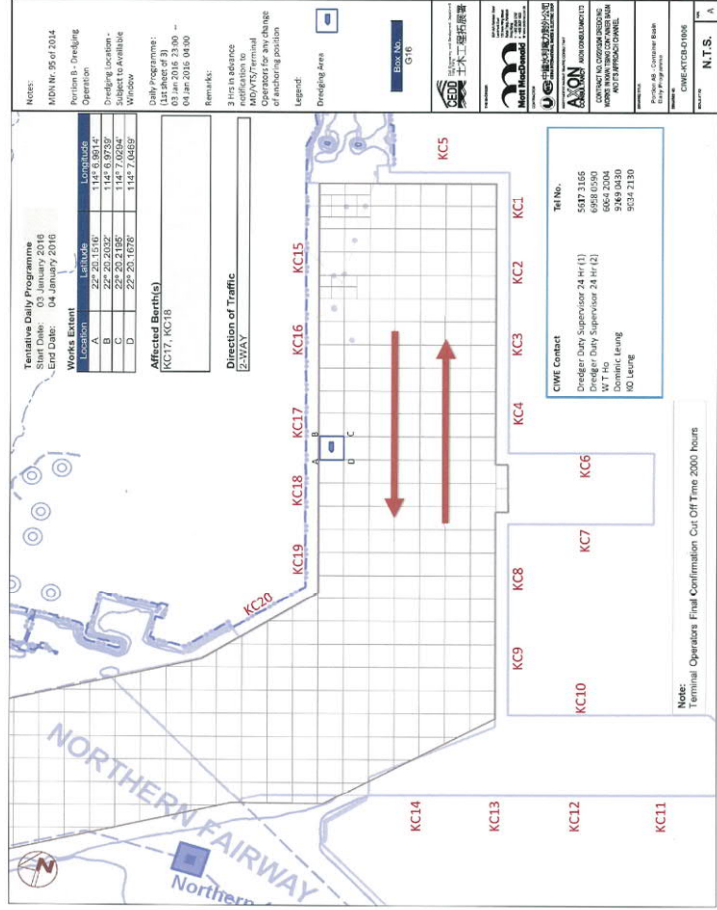 Tentative Daily Programme
Start Date: 03 January 2016
End Date: 04 January 2016
Works Extent
Location Latitude Longitude
A 22° 20.1516' 114° 6.9914'
B 22° 20.2032' 114° 6.9739'
C 22° 20.2195' 114° 7.0294'
D 22° 20.1678' 114° 7.0469'
Affected Berth(s)
KC17, KC18
Direction of Traffic
2-WAY
Notes:
MDN Nr. 95 of 2014
Portion B - Dredging
Operation
Dredging Location -
Subject to Available
Window
Daily Programme :
(1st sheet of 3)
03 Jan 2016 23:00 –
04 Jan 2016 04:00
Remarks:
3 Hrs in advance
notification to
MD/VTS/Terminal
Operators for any change
of anchoring position
Legend:
Dredging Area
Box No.
G16
CEDD 土木工程拓展署
Mott MacDonald
AXON
Portion AB - Container Basin
Daily Programme
CIWE-KTCB-D1606
N.T.S.
A
N
NORTHERN FAIRWAY
Northern
KC20
KC19
KC18
KC17
KC16
KC15
A
B
C
D
KC5
KC14
KC13
KC12
KC11
KC10
KC9
KC8
KC7
KC6
KC4
KC3
KC2
KC1
CIWE Contact Tel No.
Dredger Duty Supervisor 24 Hr (1) 5617 3166
Dredger Duty Supervisor 24 Hr (2) 6958 0590
W T Ho 6064 2004
Dominic Leung 9269 0430
KO Leung 9034 2130
Note:
Terminal Operators Final Confirmation Cut Off Time 2000 hours